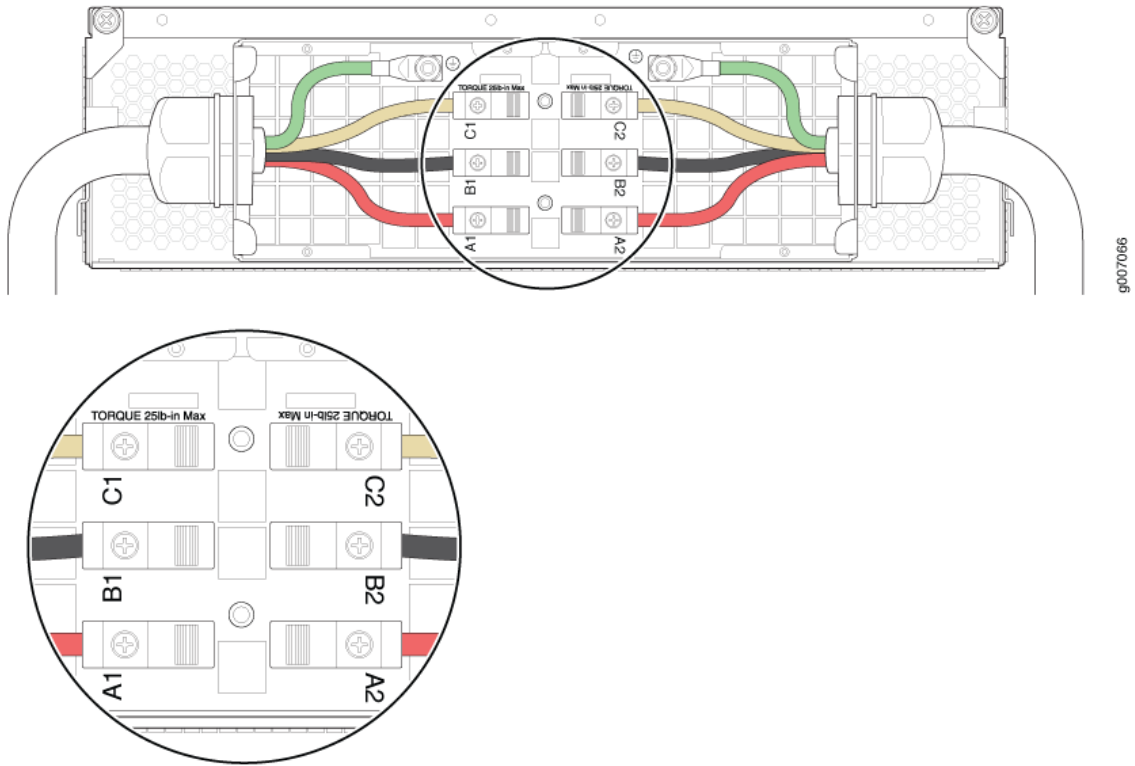 TORQUE 25lb-in Max
TORQUE 25lb-in Max
C1
C2
B1
B2
A1
A2
g007066
TORQUE 25lb-in Max
TORQUE 25lb-in Max
C1
C2
B1
B2
A1
A2